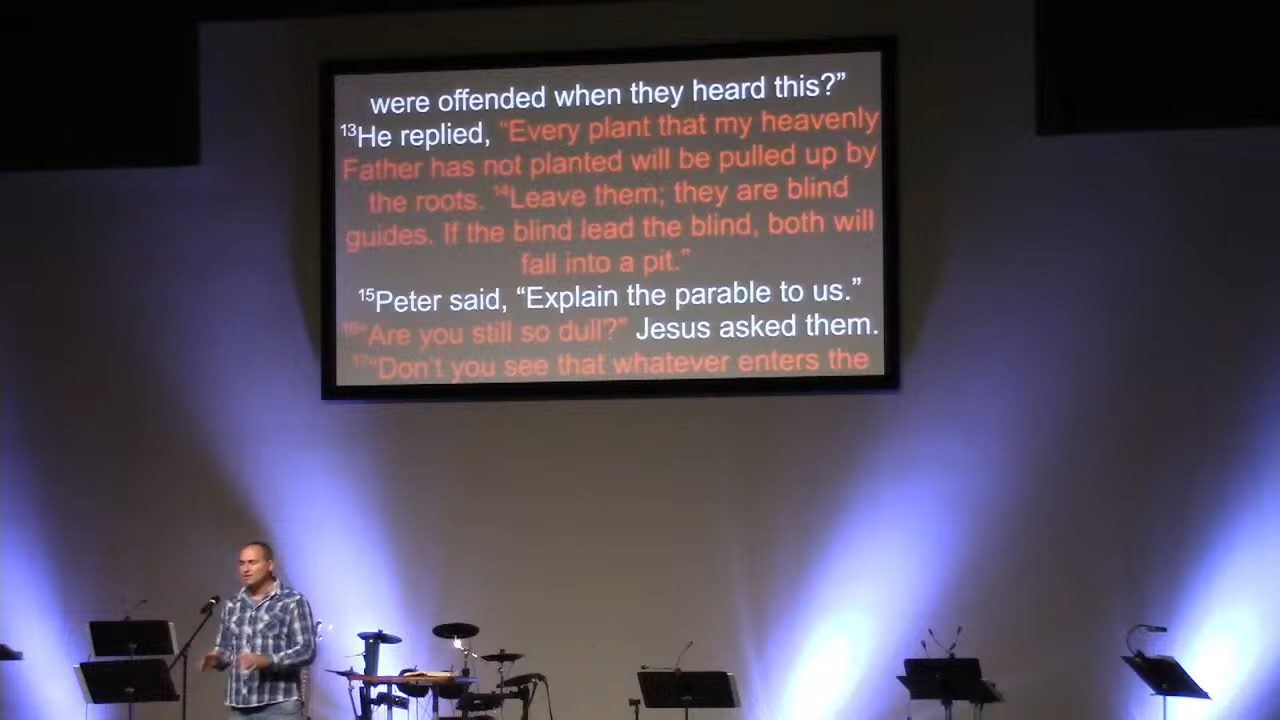 were offended when they heard this?”
¹³He replied, “Every plant that my heavenly
Father has not planted will be pulled up by
the roots. ¹⁴Leave them; they are blind
guides. If the blind lead the blind, both will
fall into a pit.”
¹⁵Peter said, “Explain the parable to us.”
¹⁶“Are you still so dull?” Jesus asked them.
¹⁷“Don’t you see that whatever enters the